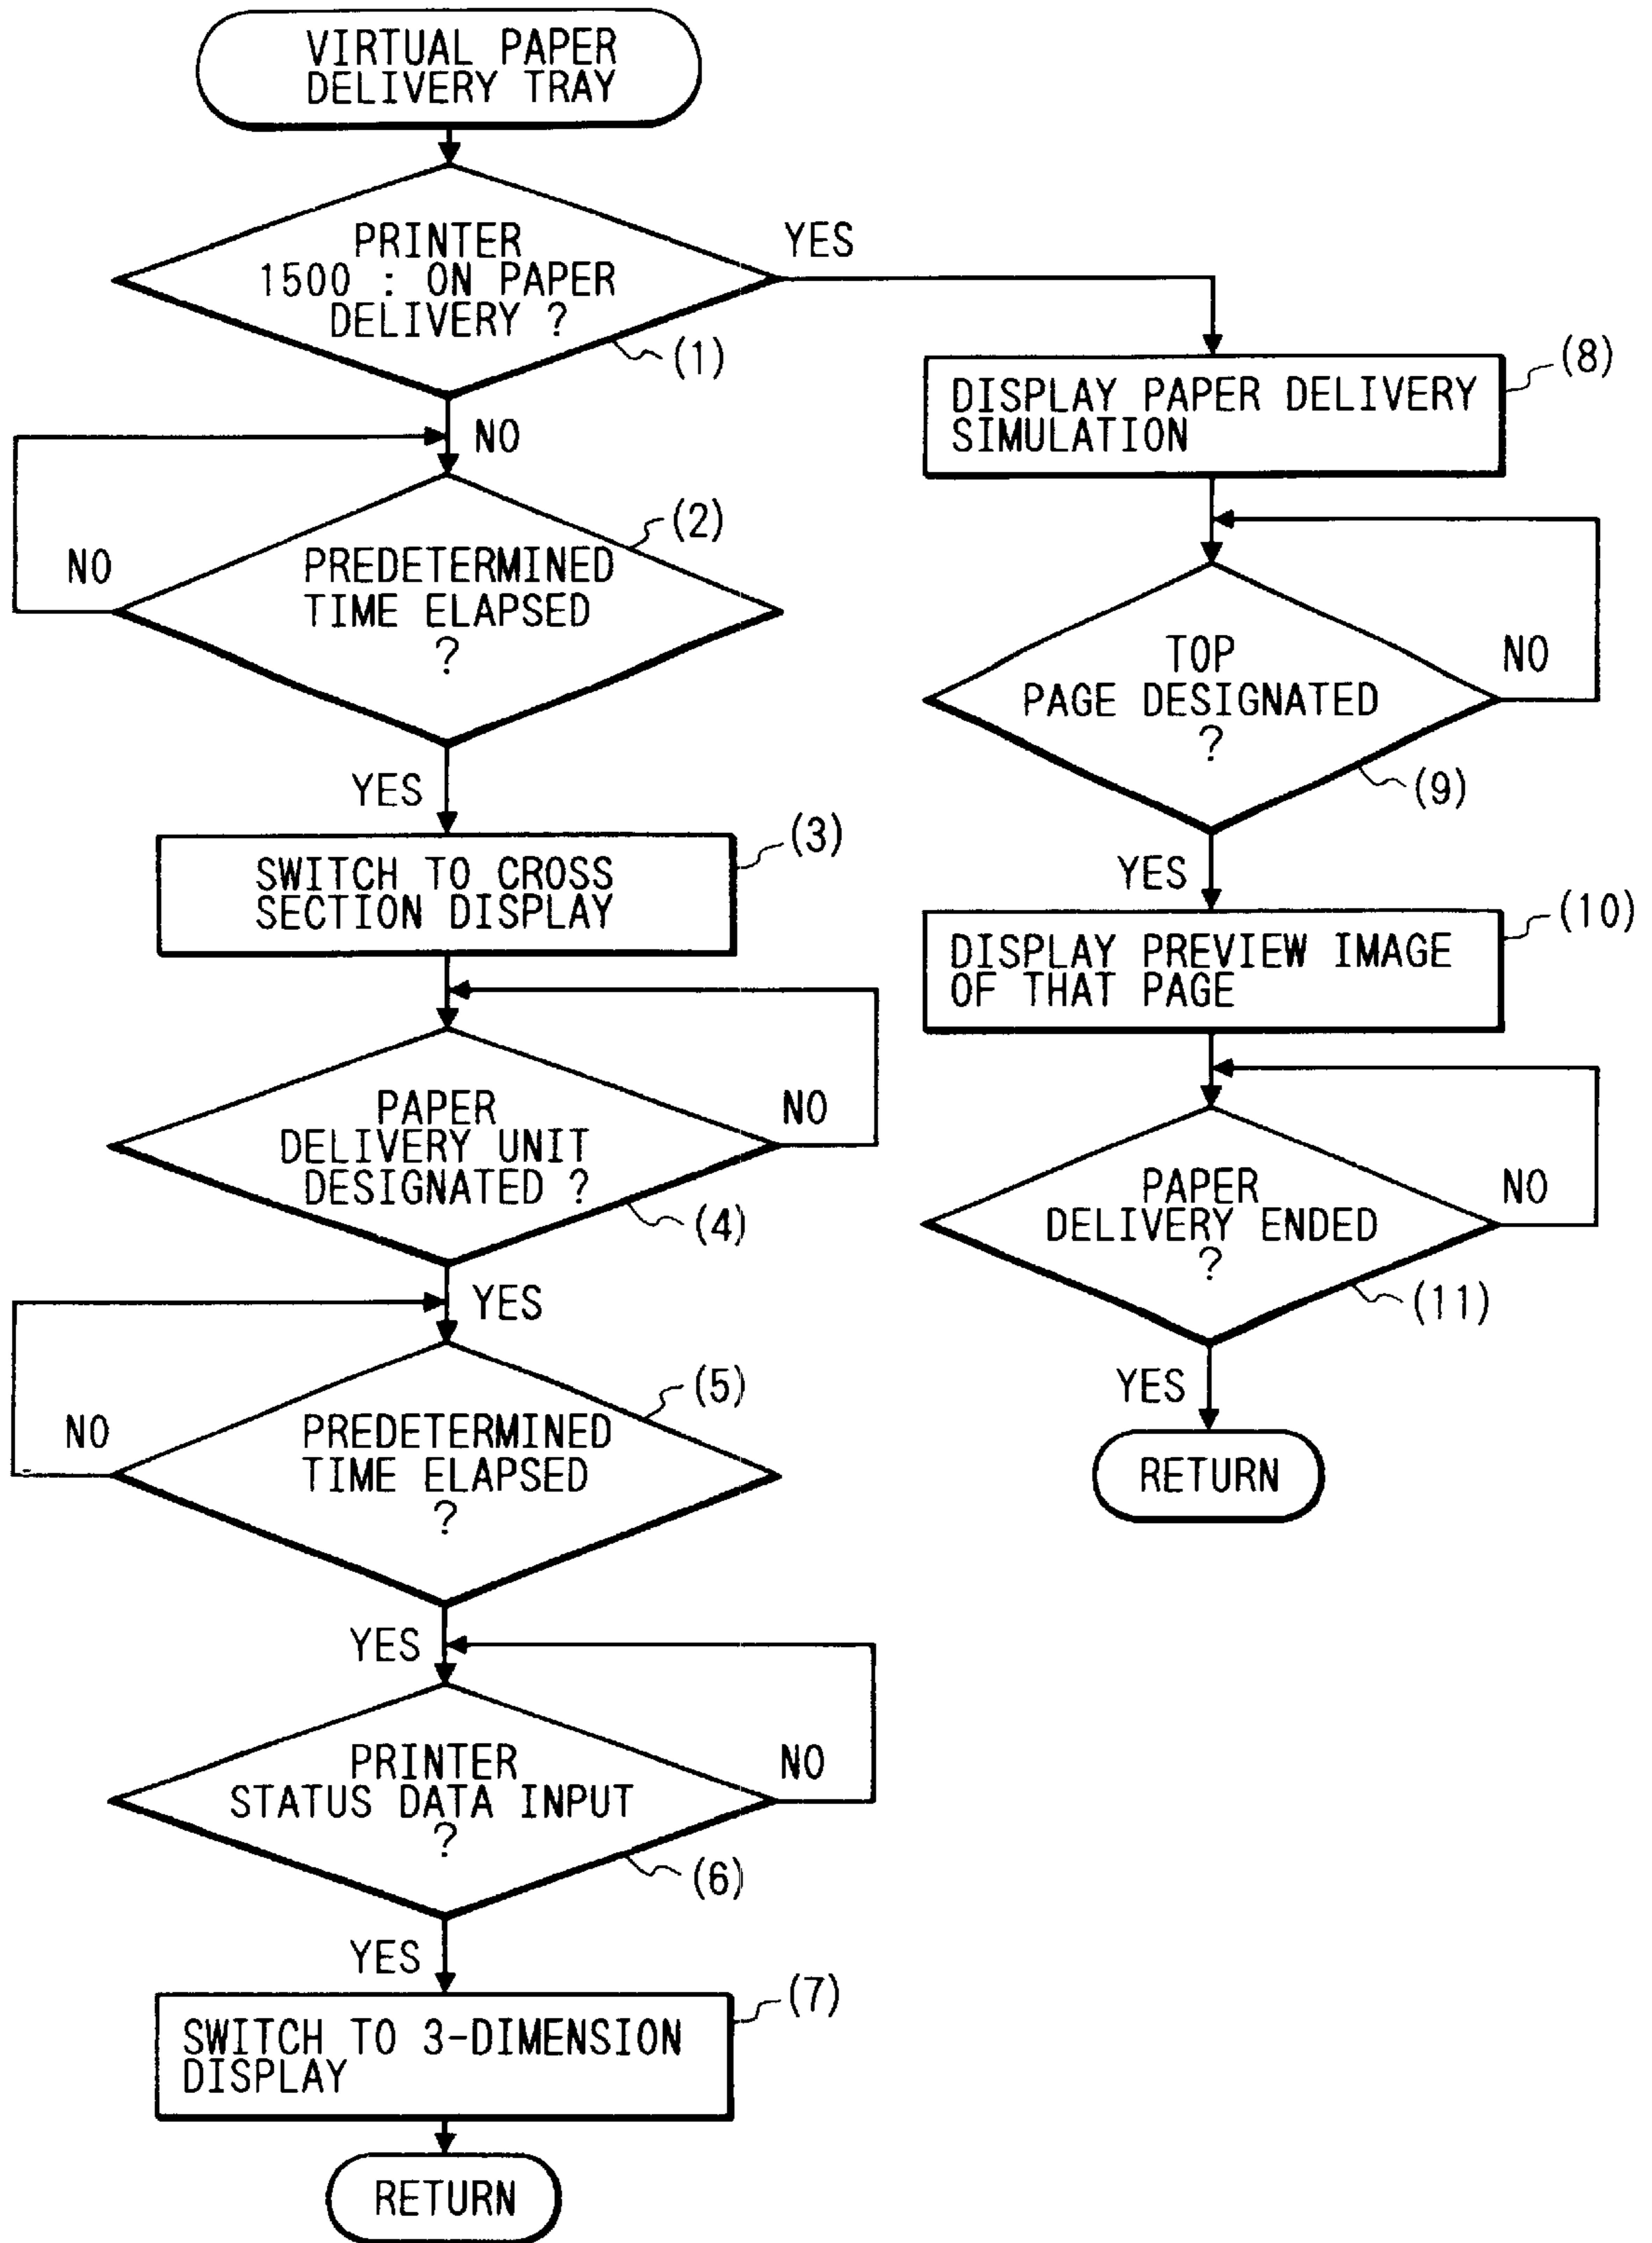 VIRTUAL PAPER
DELIVERY TRAY
PRINTER
1500 : ON PAPER
DELIVERY ?
(1)
YES
NO
(2)
PREDETERMINED
TIME ELAPSED
?
NO
YES
(3)
SWITCH TO CROSS
SECTION DISPLAY
PAPER
DELIVERY UNIT
DESIGNATED ?
(4)
NO
YES
(5)
PREDETERMINED
TIME ELAPSED
?
NO
YES
PRINTER
STATUS DATA INPUT
?
(6)
NO
YES
(7)
SWITCH TO 3-DIMENSION
DISPLAY
RETURN
(8)
DISPLAY PAPER DELIVERY
SIMULATION
TOP
PAGE DESIGNATED
?
(9)
NO
YES
(10)
DISPLAY PREVIEW IMAGE
OF THAT PAGE
PAPER
DELIVERY ENDED
?
(11)
NO
YES
RETURN